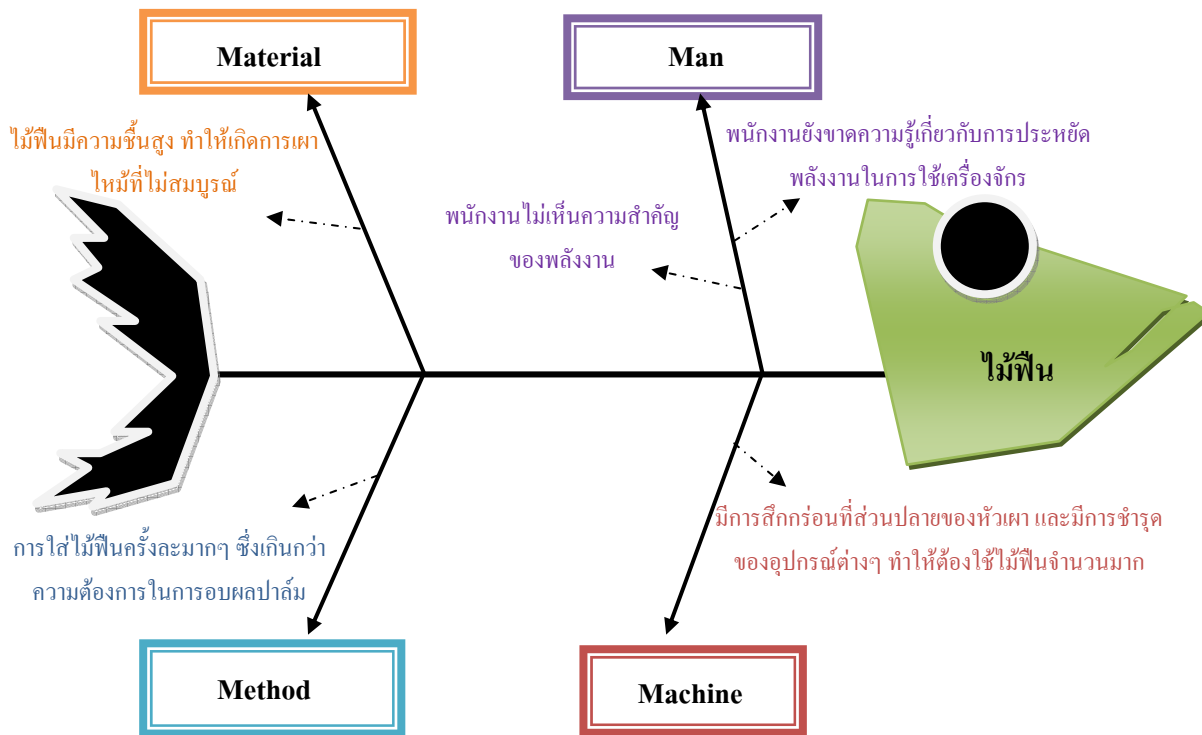 Material
Man
ไม้ฟืนมีความชื้นสูง ทำให้เกิดการเผา
ไหม้ที่ไม่สมบูรณ์
พนักงานยังขาดความรู้เกี่ยวกับการประหยัด
พลังงานในการใช้เครื่องจักร
พนักงานไม่เห็นความสำคัญ
ของพลังงาน
ไม้ฟืน
การใส่ไม้ฟืนครั้งละมากๆ ซึ่งเกินกว่า
ความต้องการในการอบผลปาล์ม
มีการสึกกร่อนที่ส่วนปลายของหัวเผา และมีการชำรุด
ของอุปกรณ์ต่างๆ ทำให้ต้องใช้ไม้ฟืนจำนวนมาก
Method
Machine